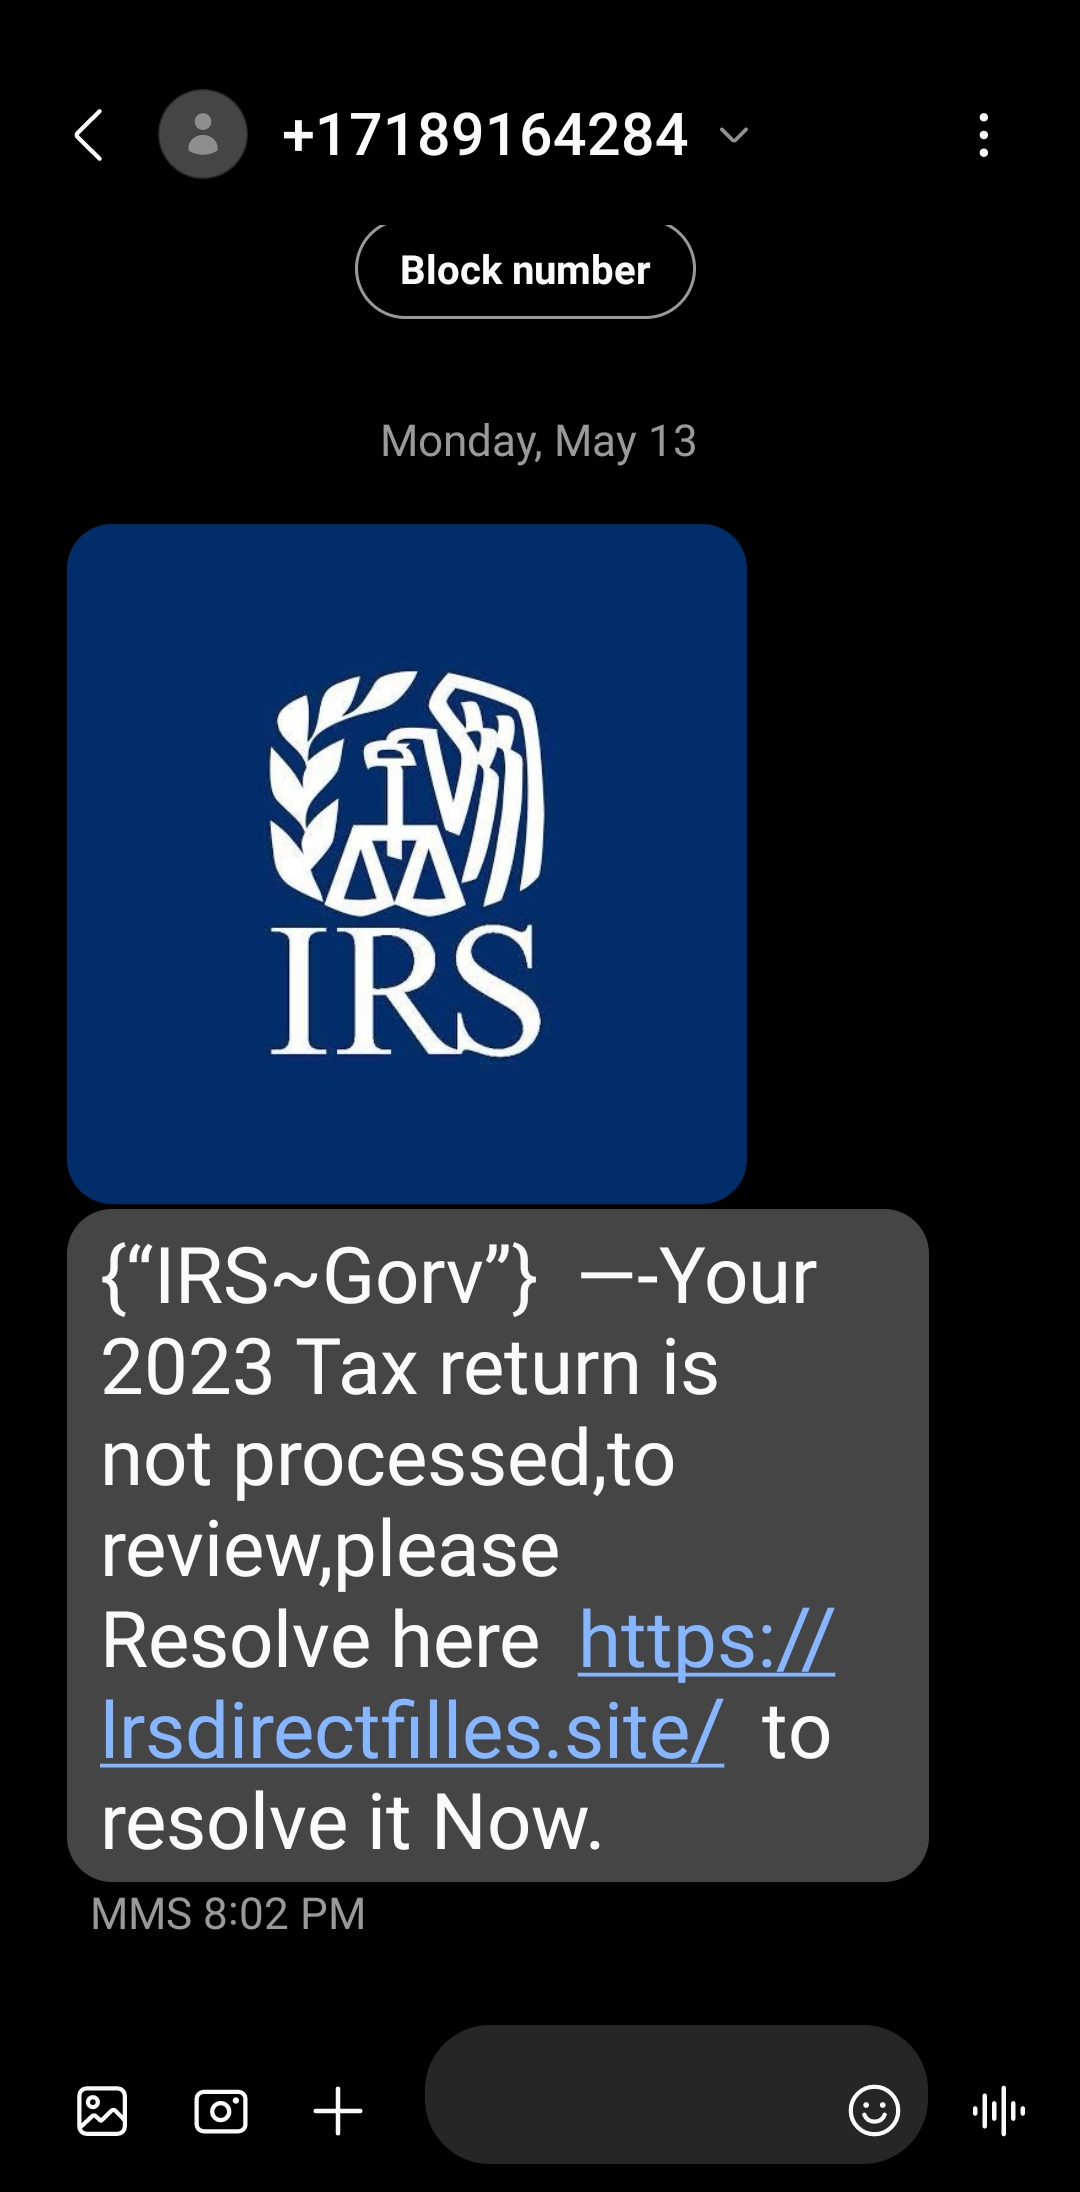 +17189164284
Block number
Monday, May 13
IRS
{“IRS~Gorv”}  —-Your
2023 Tax return is
not processed,to
review,please
Resolve here  https://
lrsdirectfilles.site/  to
resolve it Now.
MMS 8:02 PM